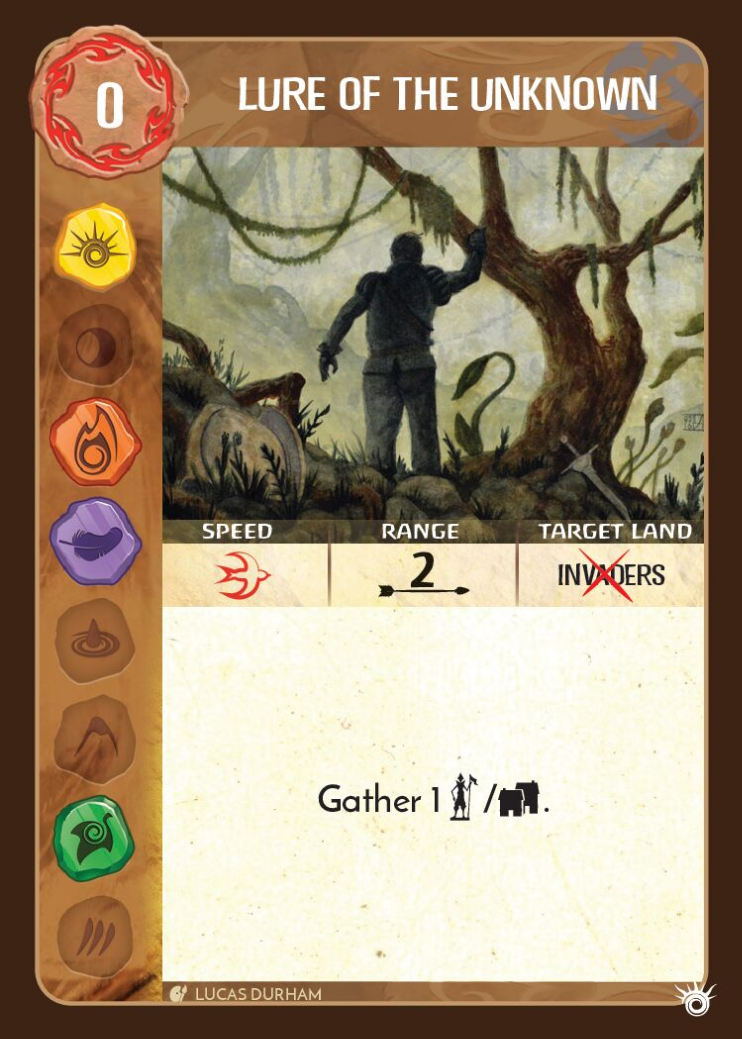 0
LURE OF THE UNKNOWN
SPEED RANGE TARGET LAND
2 INVADERS
Gather 1 / .
LUCAS DURHAM